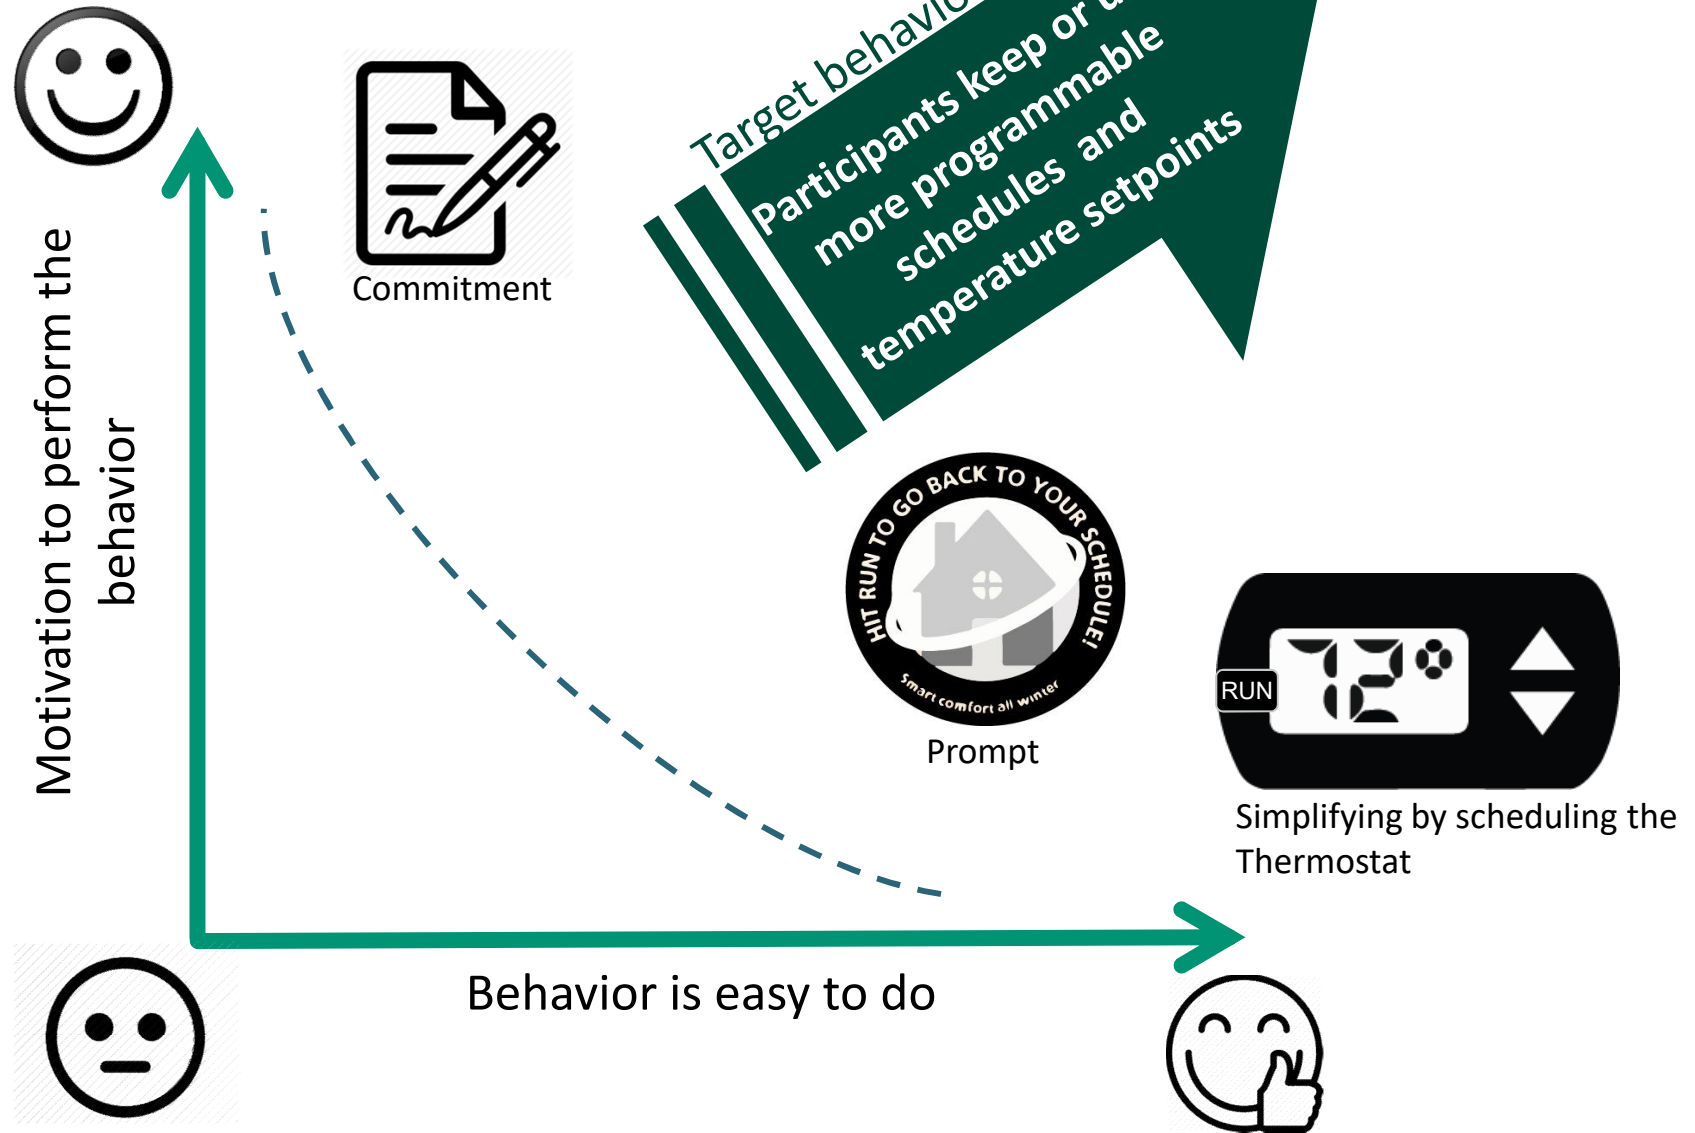 Target behavio
Participants keep or u
more programmable
schedules and
temperature setpoints
Commitment
Motivation to perform the
behavior
HIT RUN TO GO BACK TO YOUR SCHEDULE!
Smart comfort all winter
Prompt
RUN
72°
Simplifying by scheduling the
Thermostat
Behavior is easy to do